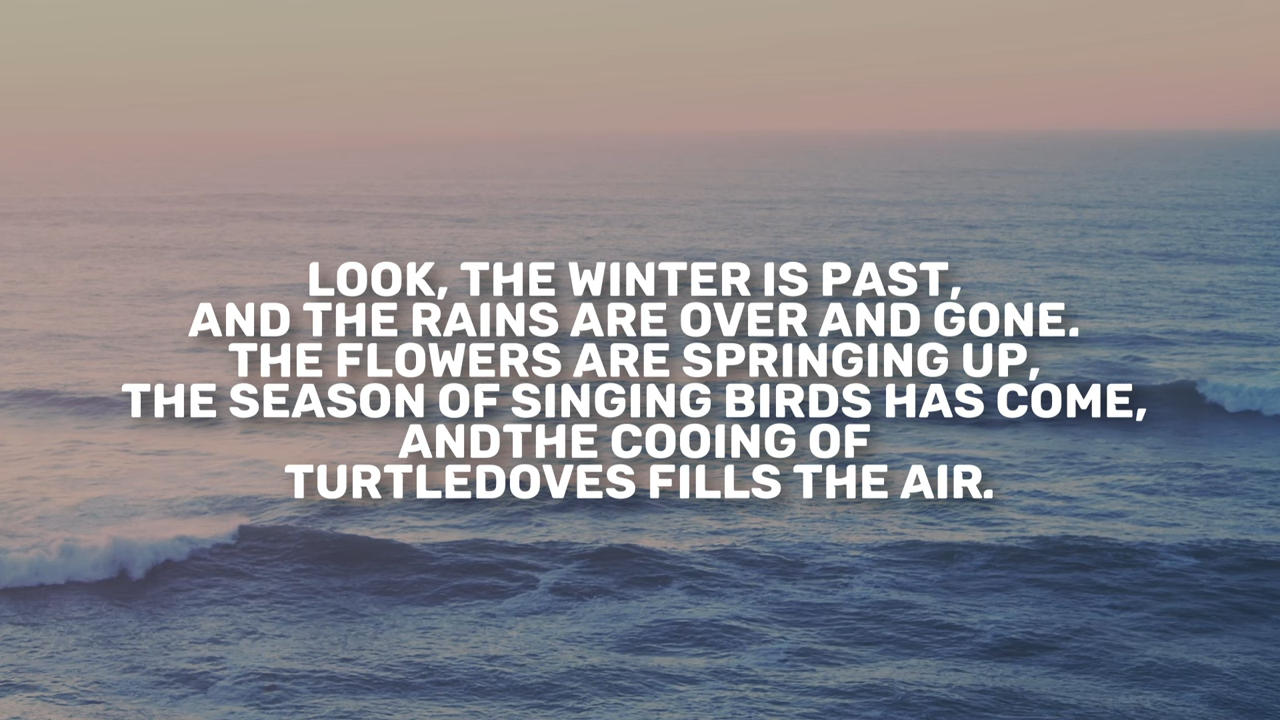 LOOK, THE WINTER IS PAST,
AND THE RAINS ARE OVER AND GONE.
THE FLOWERS ARE SPRINGING UP,
THE SEASON OF SINGING BIRDS HAS COME,
ANDTHE COOING OF
TURTLEDOVES FILLS THE AIR.